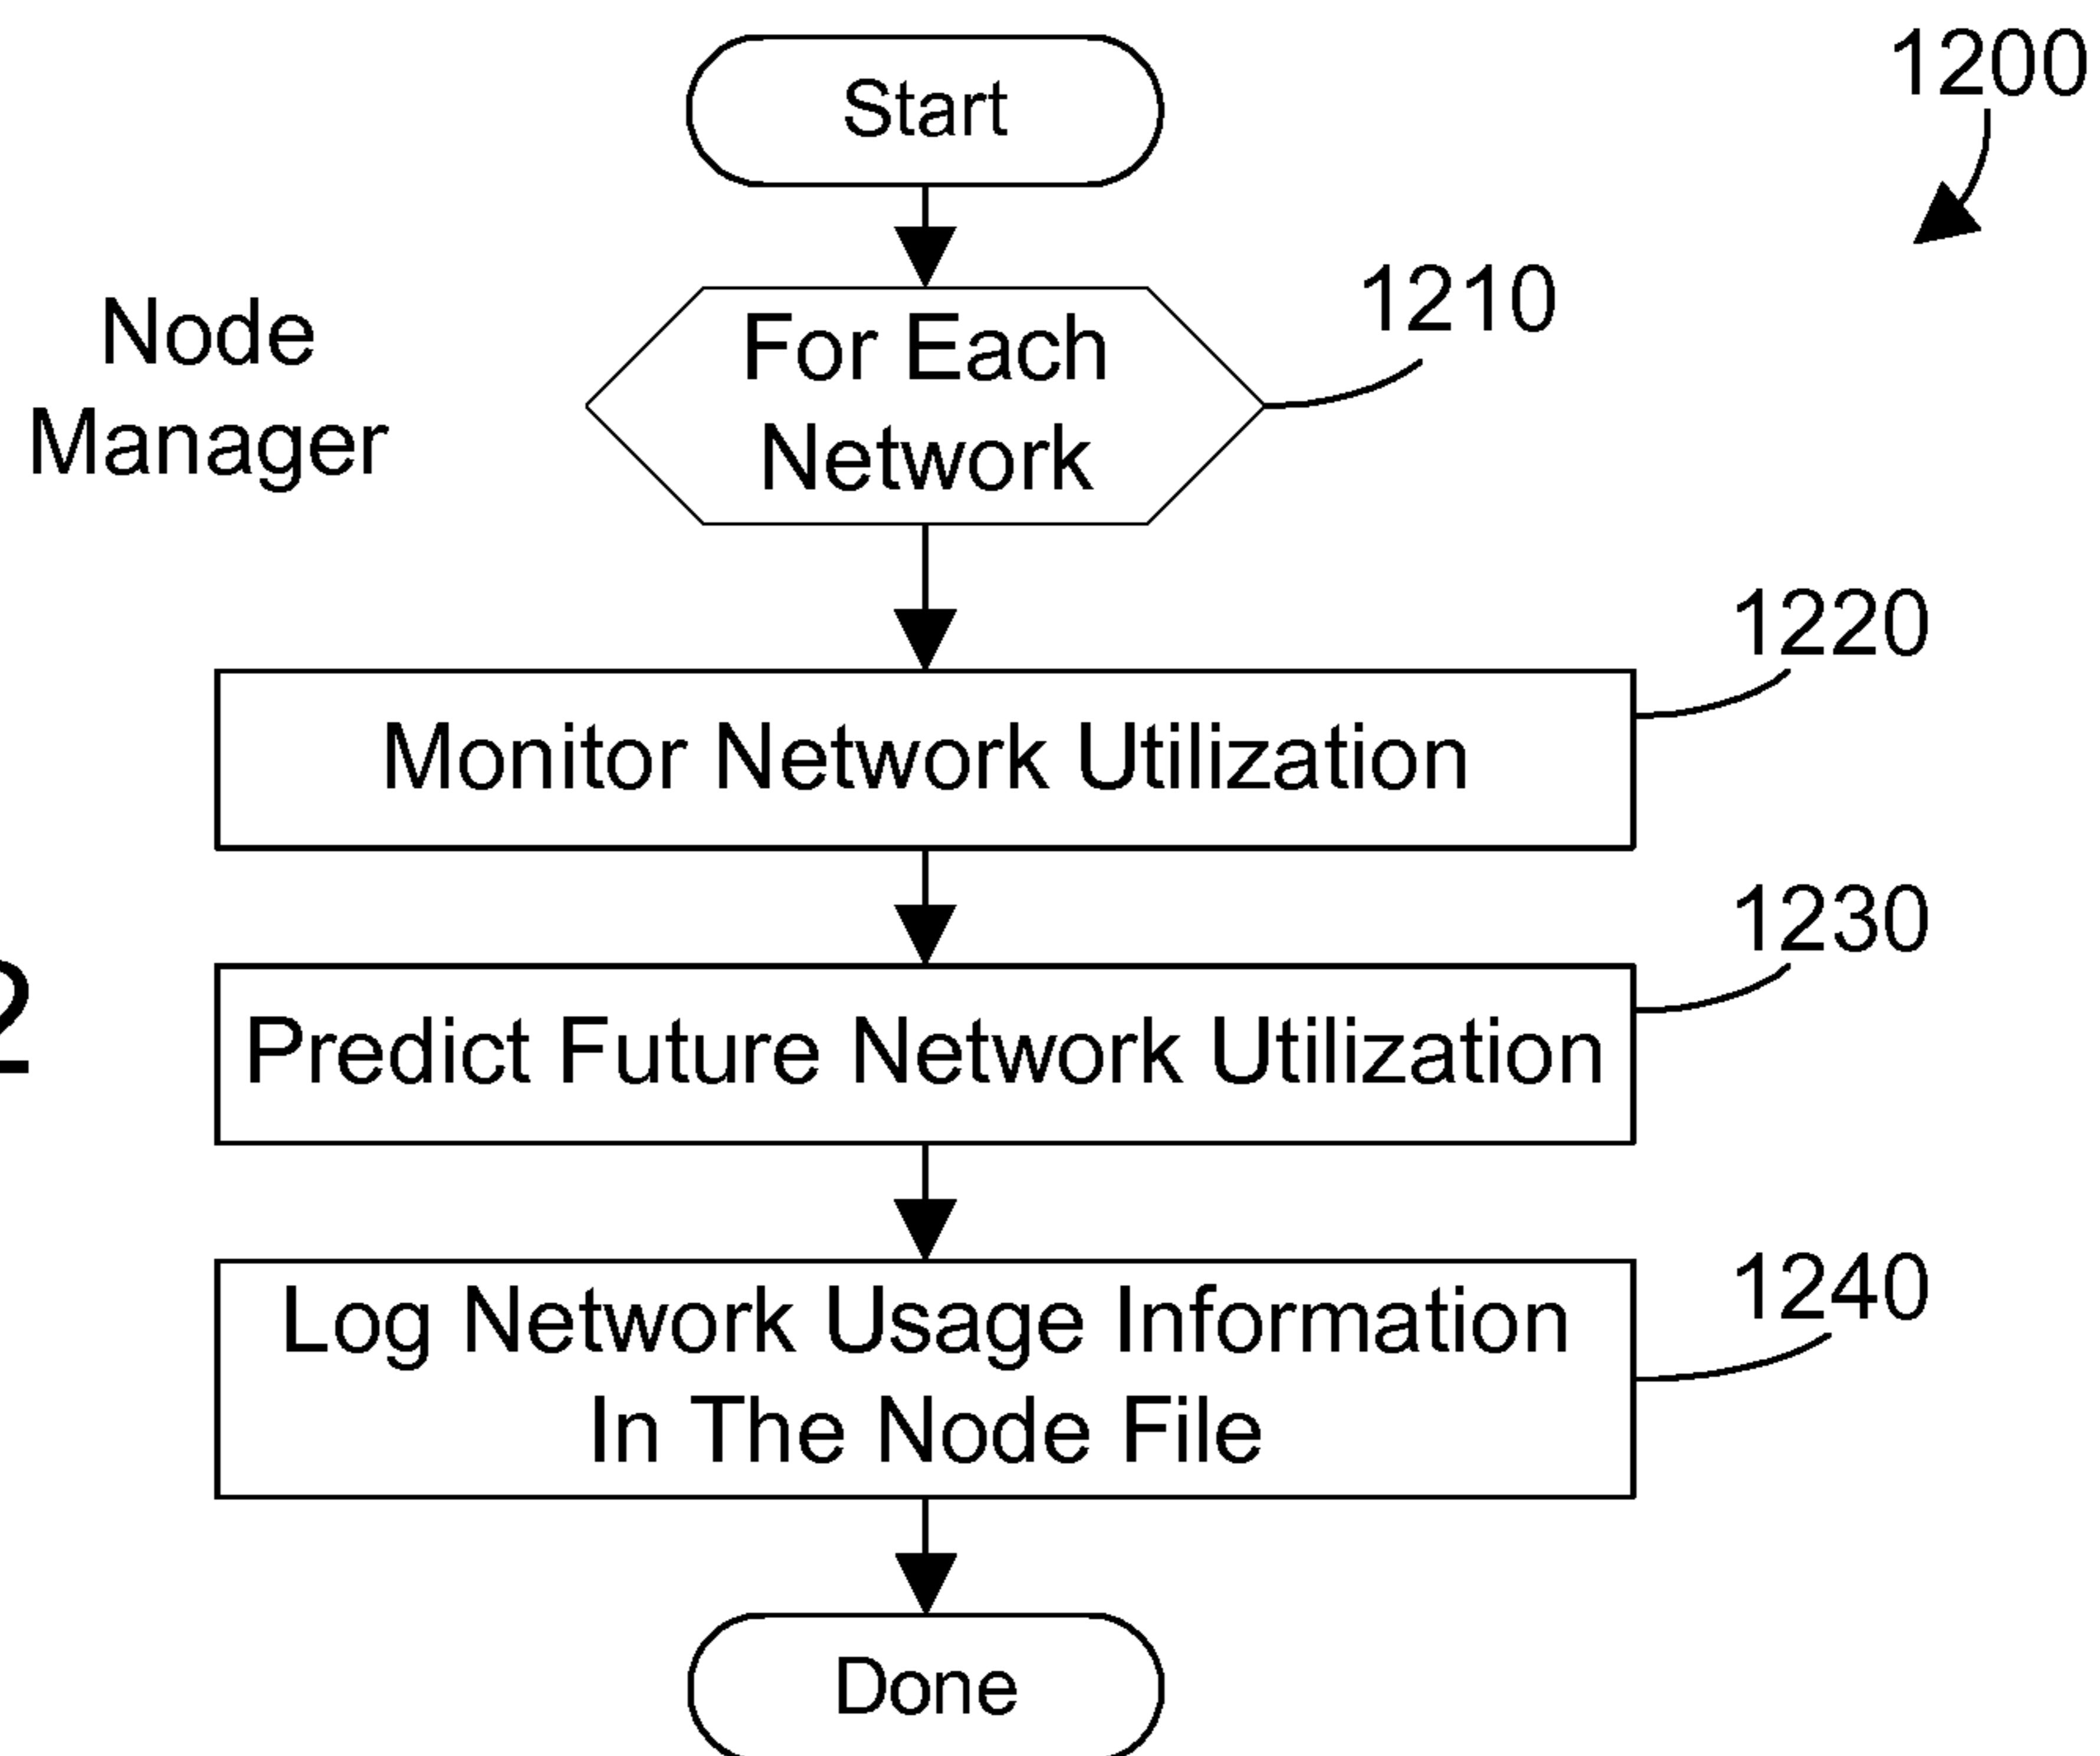 Start
1200
Node
Manager
For Each
Network
1210
1220
Monitor Network Utilization
1230
2
Predict Future Network Utilization
1240
Log Network Usage Information
In The Node File
Done